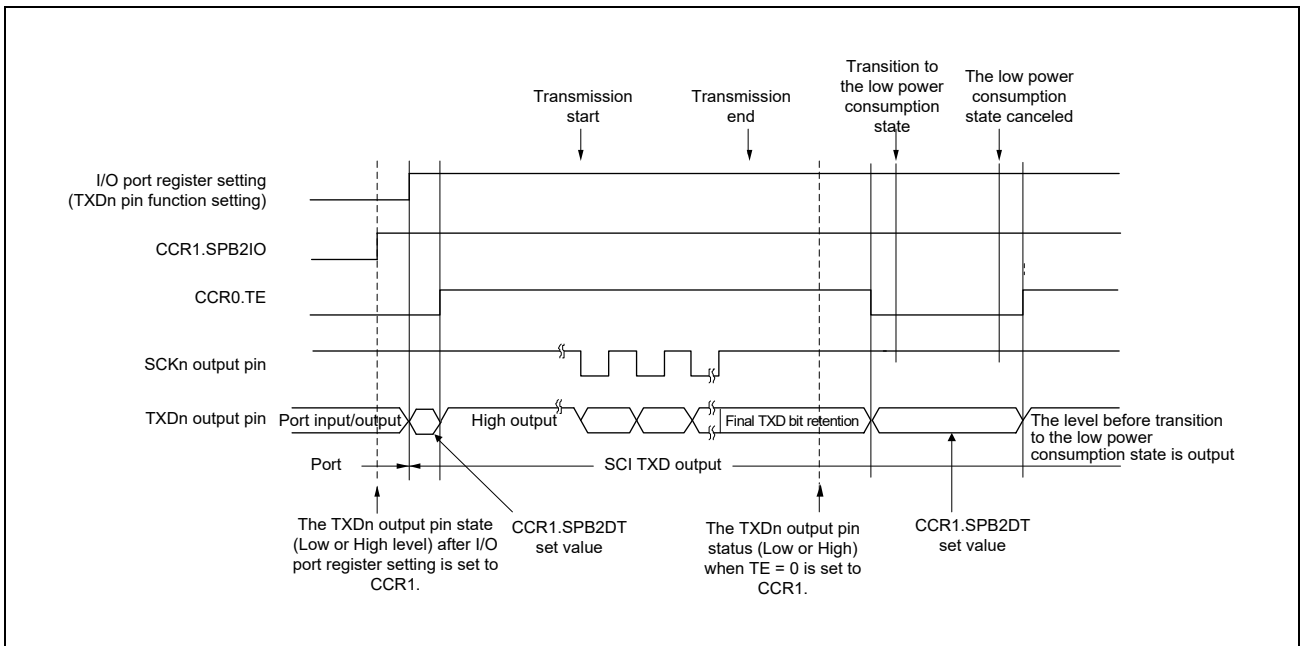 Transition to
the low power
consumption
state
The low power
consumption
state canceled
Transmission
start
Transmission
end
I/O port register setting
(TXDn pin function setting)
CCR1.SPB2IO
CCR0.TE
SCKn output pin
TXDn output pin
Port input/output
High output
Final TXD bit retention
The level before transition
to the low power
consumption state is output
Port
SCI TXD output
The TXDn output pin state
(Low or High level) after I/O
port register setting is set to
CCR1.
CCR1.SPB2DT
set value
The TXDn output pin
status (Low or High)
when TE = 0 is set to
CCR1.
CCR1.SPB2DT
set value